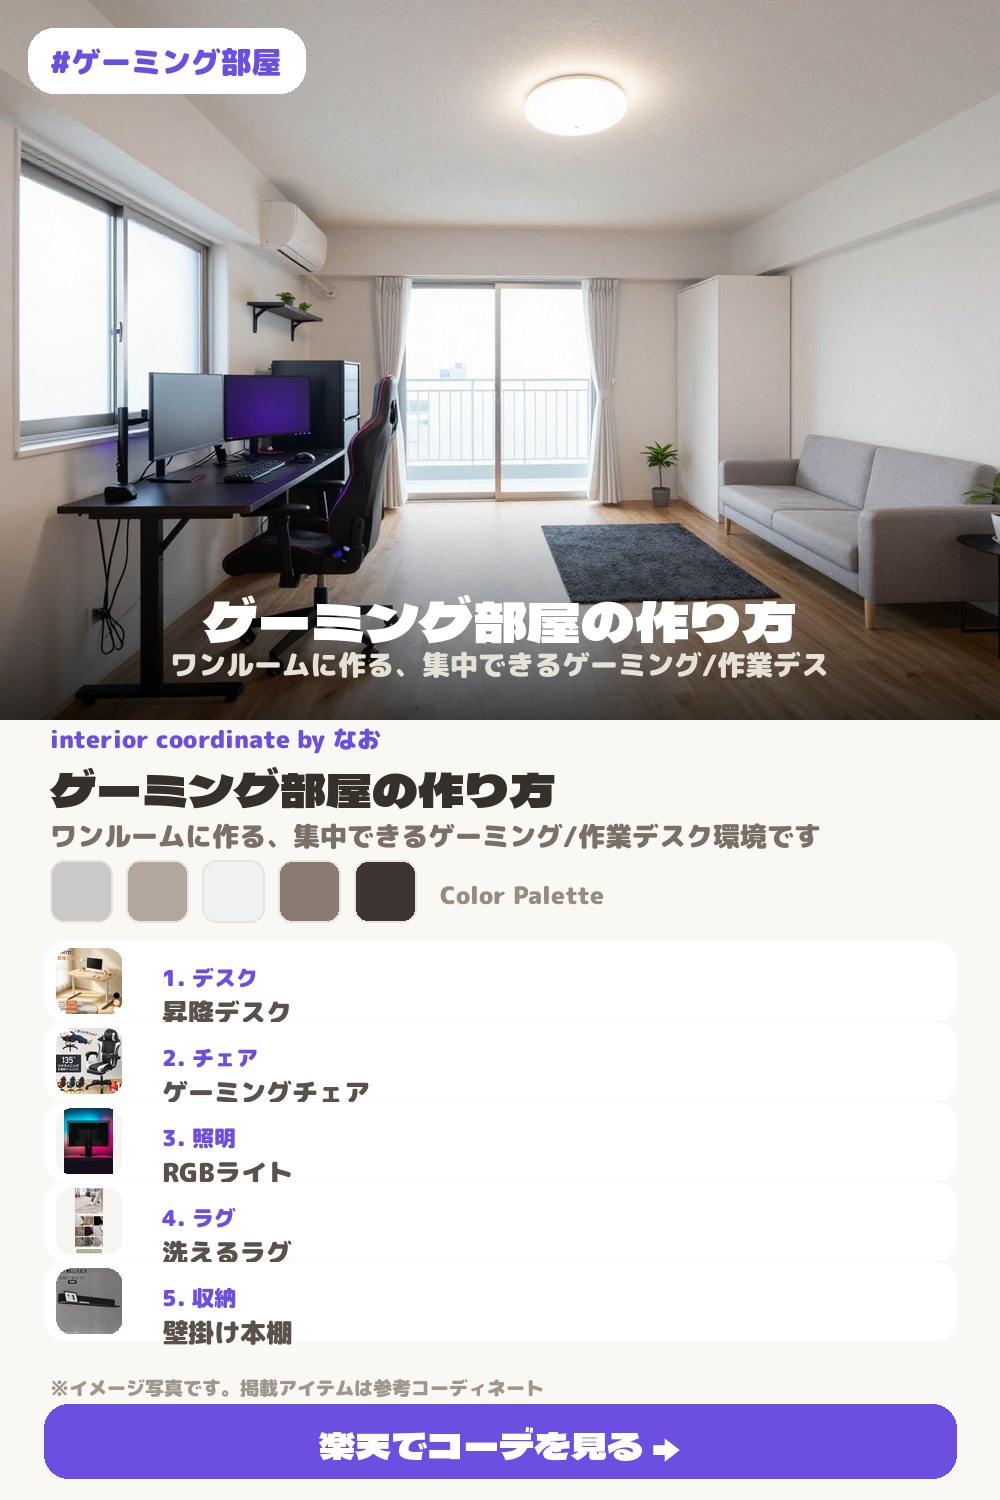 #ゲーミング部屋
ゲーミング部屋の作り方
ワンルームに作る、集中できるゲーミング/作業デス
interior coordinate by なお
ゲーミング部屋の作り方
ワンルームに作る、集中できるゲーミング/作業デスク環境です
Color Palette
1. デスク
昇降デスク
2. チェア
135°
ゲーミングチェア
3. 照明
RGBライト
4. ラグ
洗えるラグ
5. 収納
壁掛け本棚
※イメージ写真です。掲載アイテムは参考コーディネート
楽天でコーデを見る →